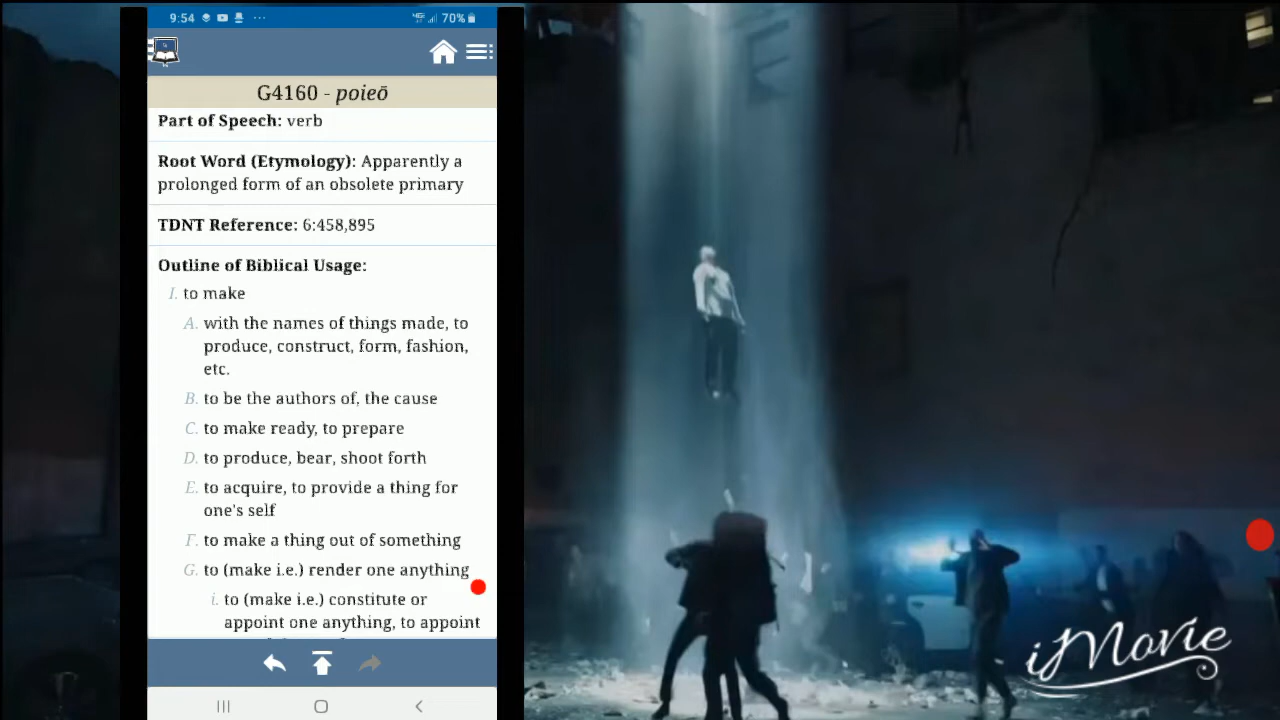 9:54 70%
G4160 - poieō
Part of Speech: verb
Root Word (Etymology): Apparently a
prolonged form of an obsolete primary
TDNT Reference: 6:458,895
Outline of Biblical Usage:
I. to make
A. with the names of things made, to
produce, construct, form, fashion,
etc.
B. to be the authors of, the cause
C. to make ready, to prepare
D. to produce, bear, shoot forth
E. to acquire, to provide a thing for
one's self
F. to make a thing out of something
G. to (make i.e.) render one anything
i. to (make i.e.) constitute or
appoint one anything, to appoint
iMovie